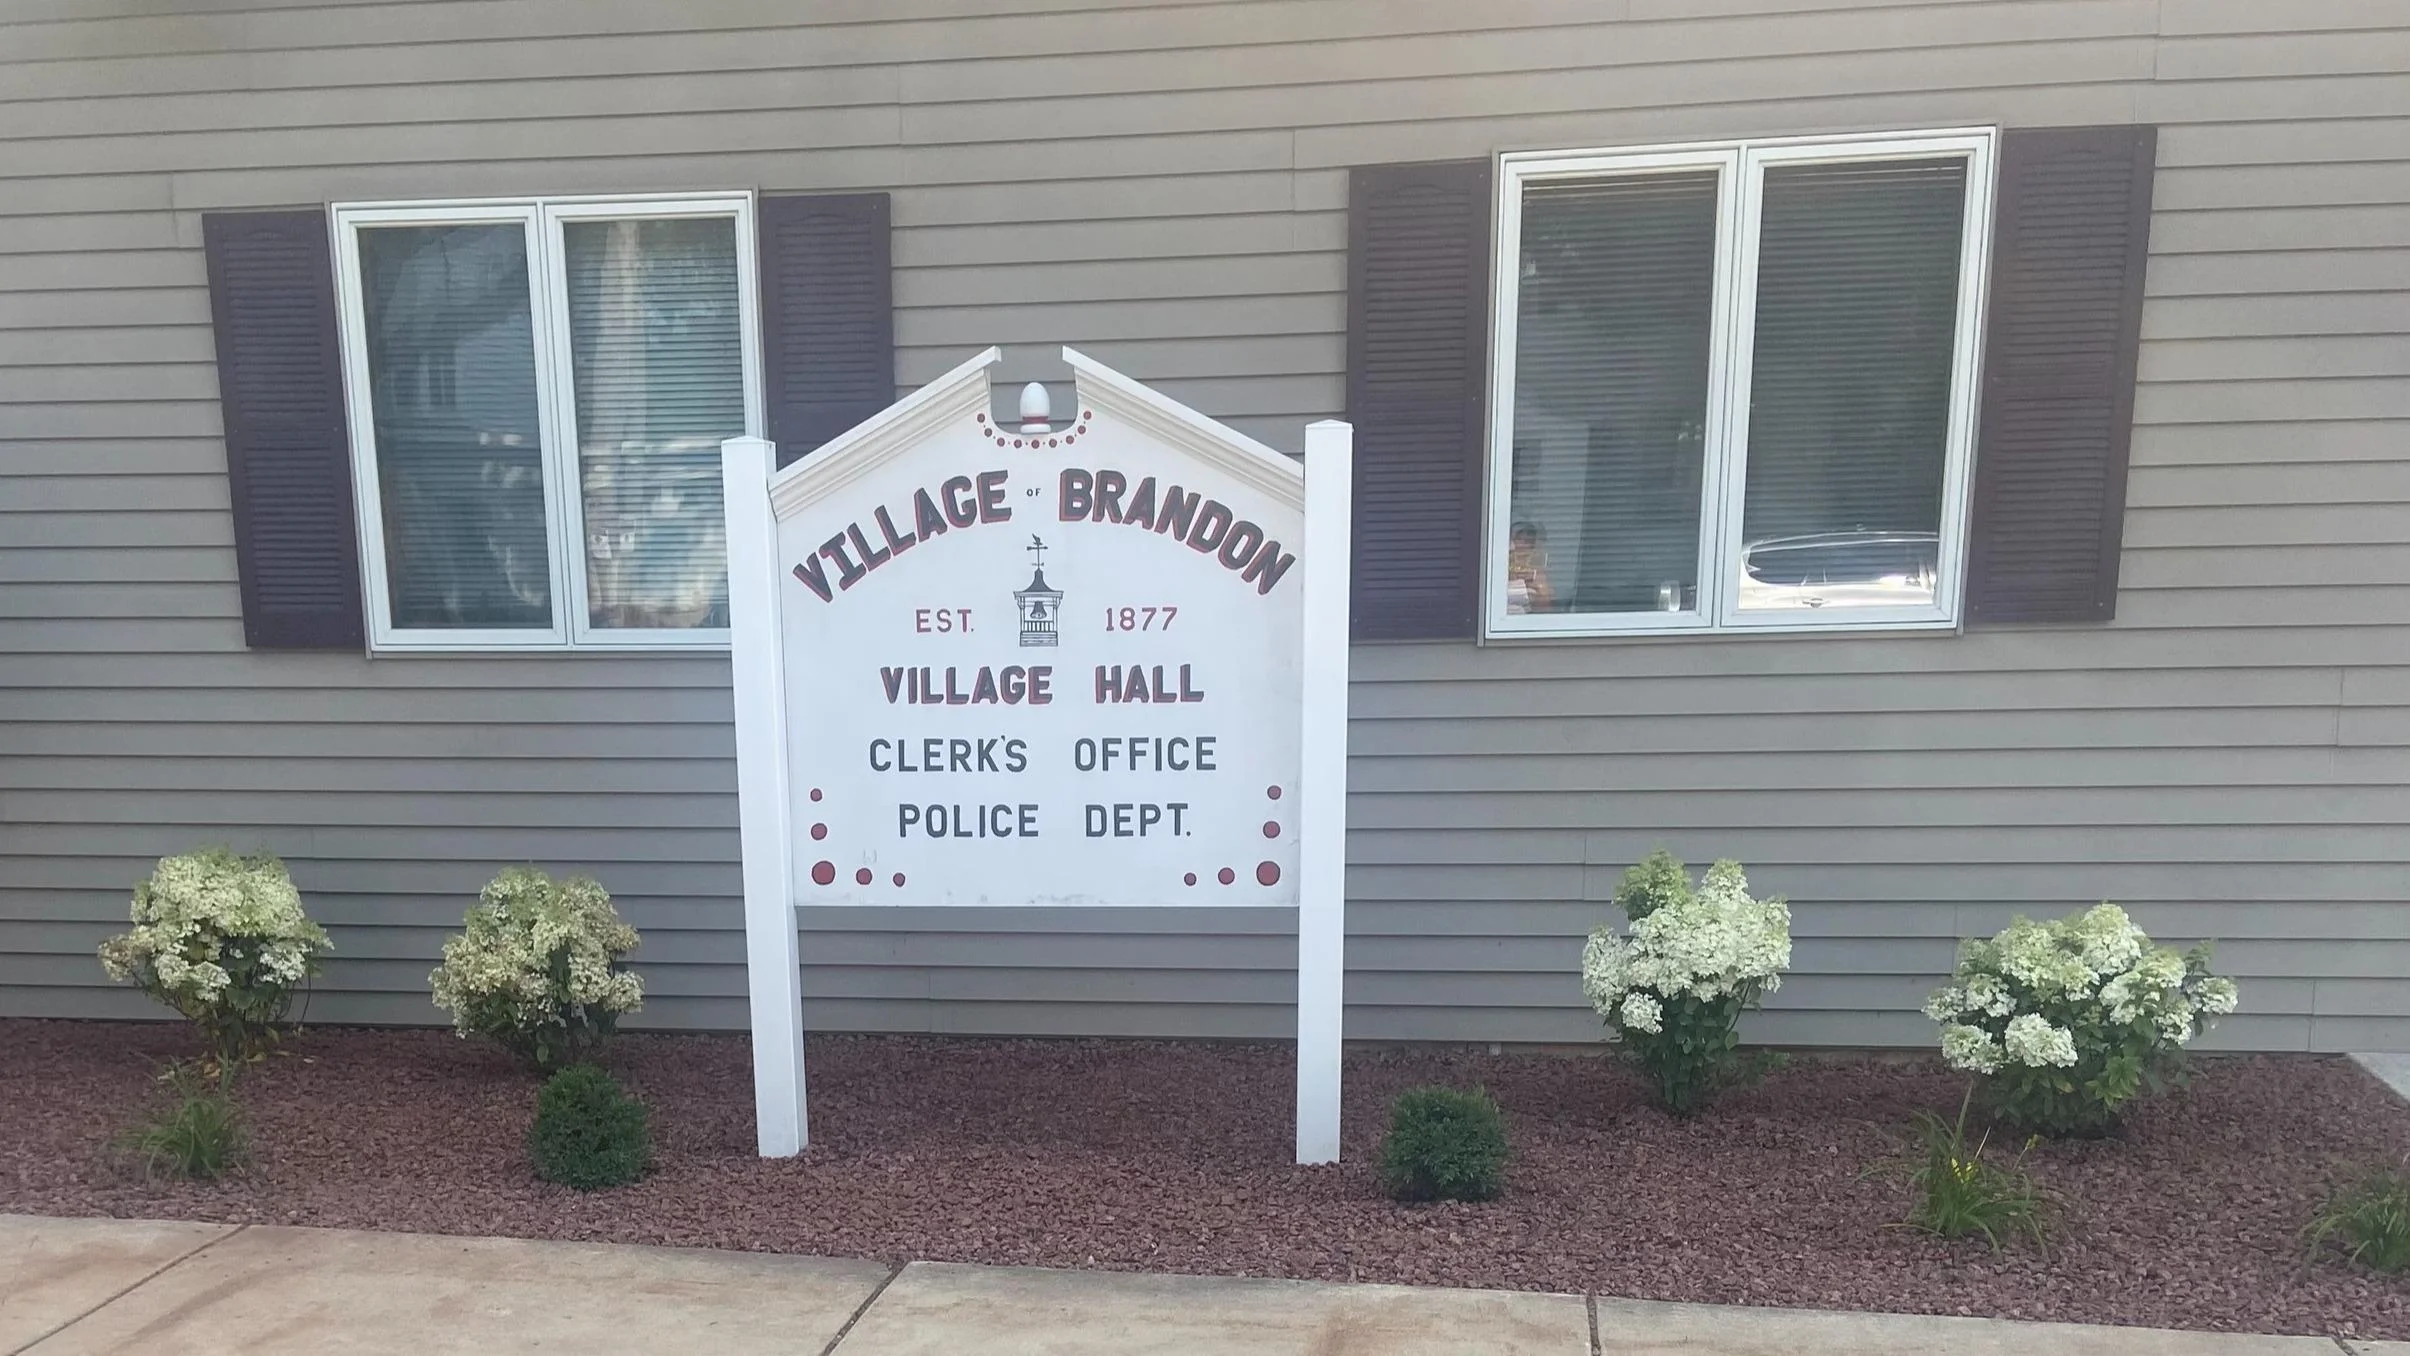 VILLAGE OF BRANDON
EST. 1877
VILLAGE HALL
CLERK'S OFFICE
POLICE DEPT.